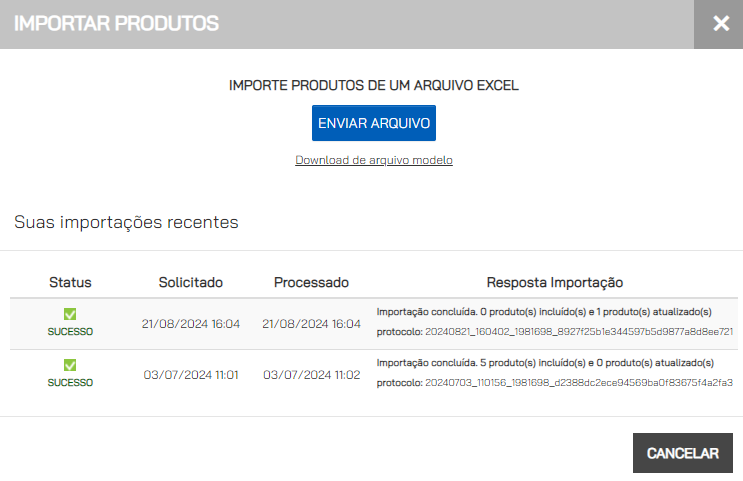 IMPORTAR PRODUTOS
IMPORTE PRODUTOS DE UM ARQUIVO EXCEL
ENVIAR ARQUIVO
Download de arquivo modelo
Suas importações recentes
Status Solicitado Processado Resposta Importação
SUCESSO 21/08/2024 16:04 21/08/2024 16:04 Importação concluída. 0 produto(s) incluído(s) e 1 produto(s) atualizado(s)
protocolo: 20240821_160402_1981698_8927f25b1e344597b5d9877a8d8ee721
SUCESSO 03/07/2024 11:01 03/07/2024 11:02 Importação concluída. 5 produto(s) incluído(s) e 0 produto(s) atualizado(s)
protocolo: 20240703_110156_1981698_d2388dc2ece94569ba0f83675f4a2fa3
CANCELAR